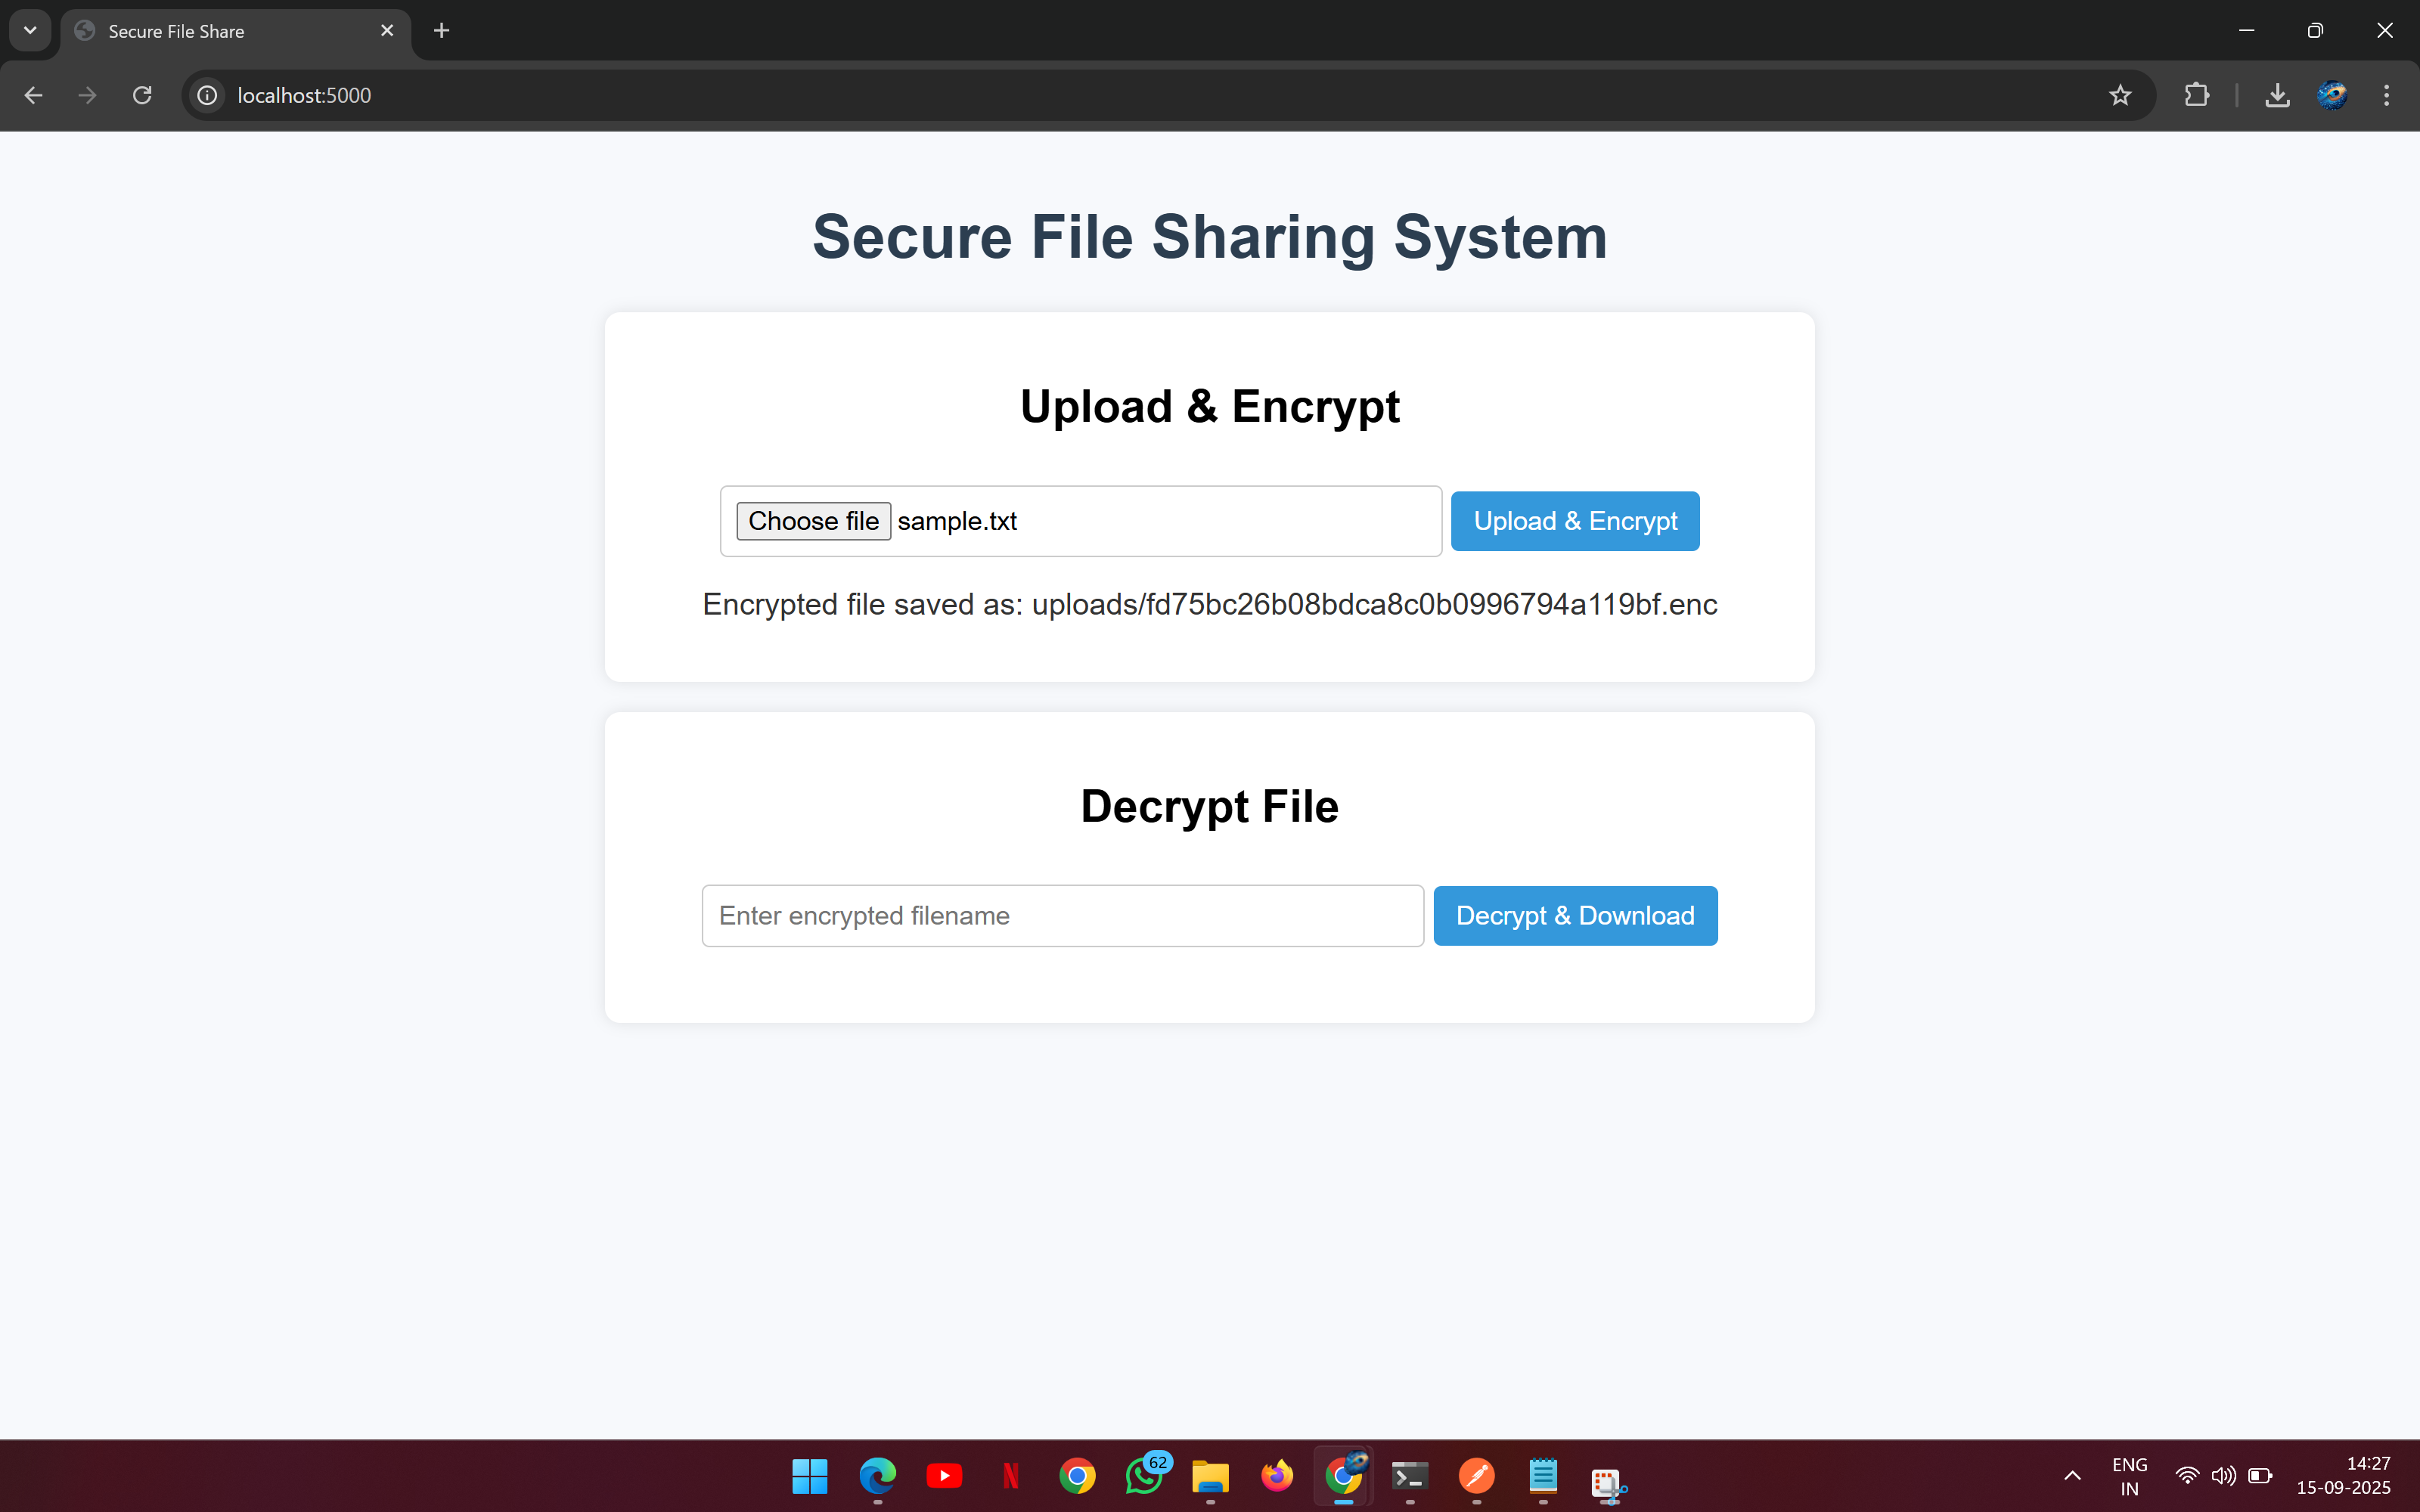 Secure File Share
localhost:5000
Secure File Sharing System
Upload & Encrypt
Choose file sample.txt
Upload & Encrypt
Encrypted file saved as: uploads/fd75bc26b08bdca8c0b0996794a119bf.enc
Decrypt File
Enter encrypted filename
Decrypt & Download
62
ENG
IN
14:27
15-09-2025